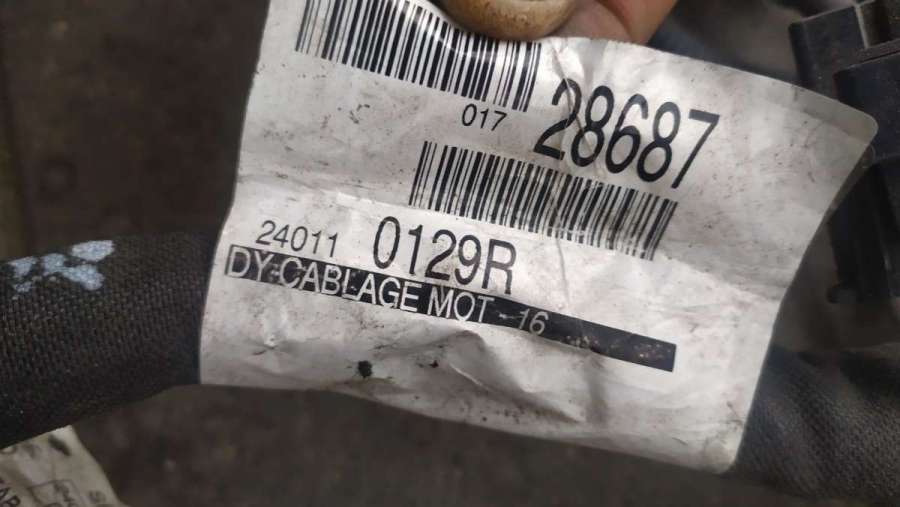 017 28687
24011 0129R
DY-CABLAGE MOT - 16